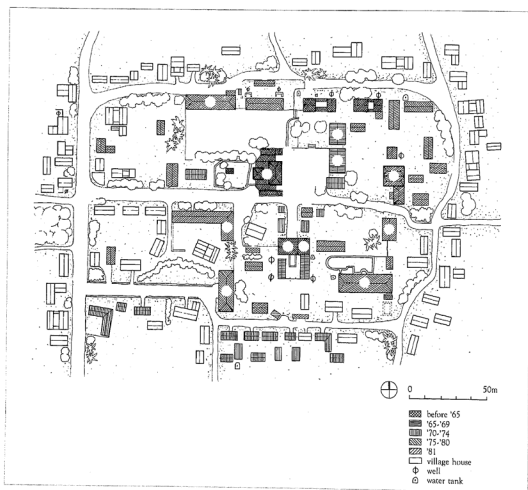 0 50m
before '65
'65-'69
'70-'74
'75-'80
'81
village house
well
water tank